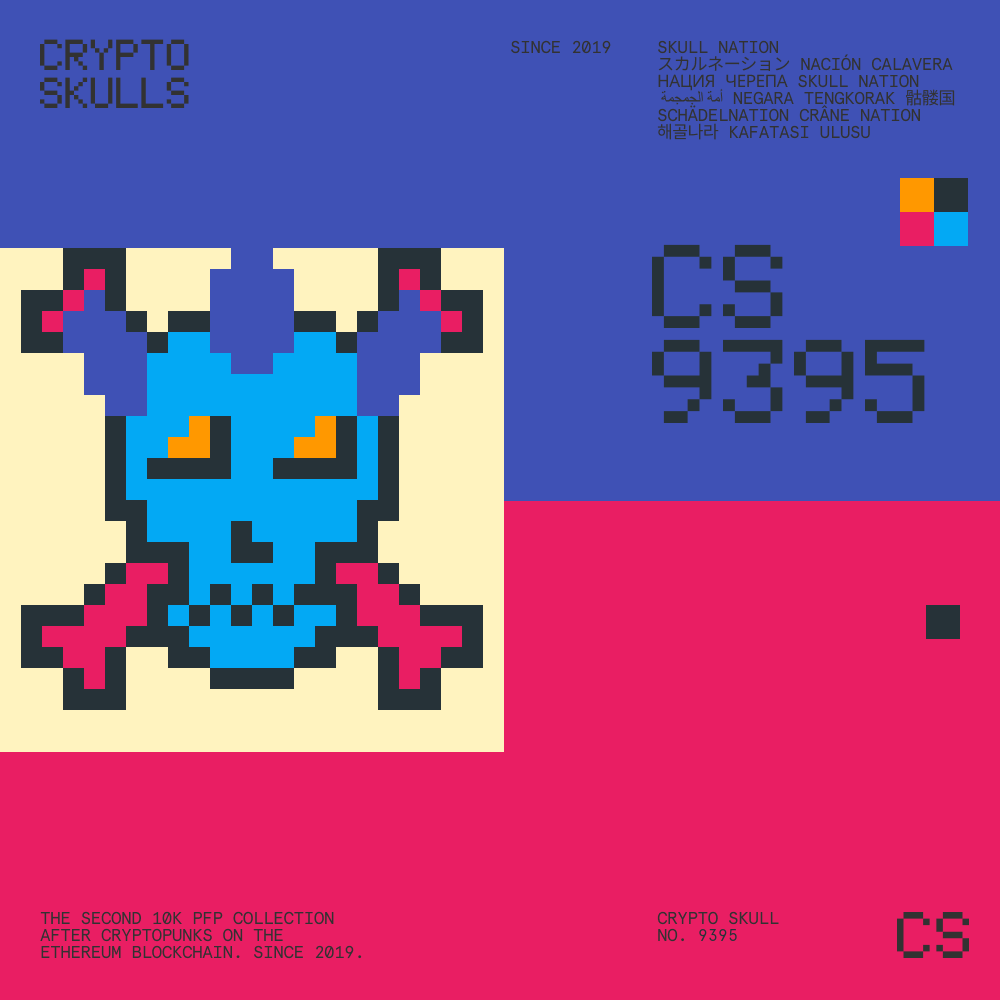 CRYPTO
SKULLS
SINCE 2019
SKULL NATION
スカルネーション NACIÓN CALAVERA
НАЦИЯ ЧЕРЕПА SKULL NATION
أمة الجمجمة NEGARA TENGKORAK 骷髅国
SCHÄDELNATION CRÂNE NATION
해골나라 KAFATASI ULUSU
CS
9395
THE SECOND 10K PFP COLLECTION
AFTER CRYPTOPUNKS ON THE
ETHEREUM BLOCKCHAIN. SINCE 2019.
CRYPTO SKULL
NO. 9395
CS